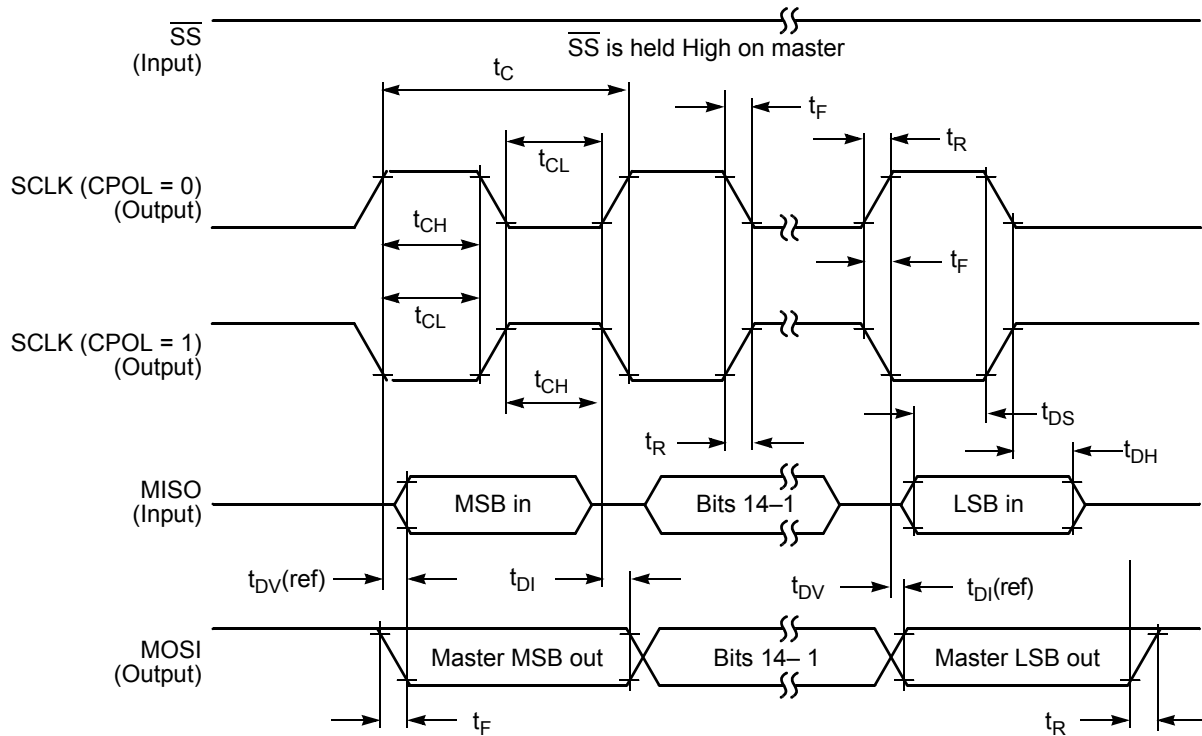 SS
(Input)
SS is held High on master
tC
tF
tR
tCL
SCLK (CPOL = 0)
(Output)
tCH
tF
tCL
SCLK (CPOL = 1)
(Output)
tCH
tDS
tR
tDH
MISO
(Input)
MSB in
Bits 14–1
LSB in
tDV(ref)
tDI
tDV
tDI(ref)
MOSI
(Output)
Master MSB out
Bits 14– 1
Master LSB out
tF
tR